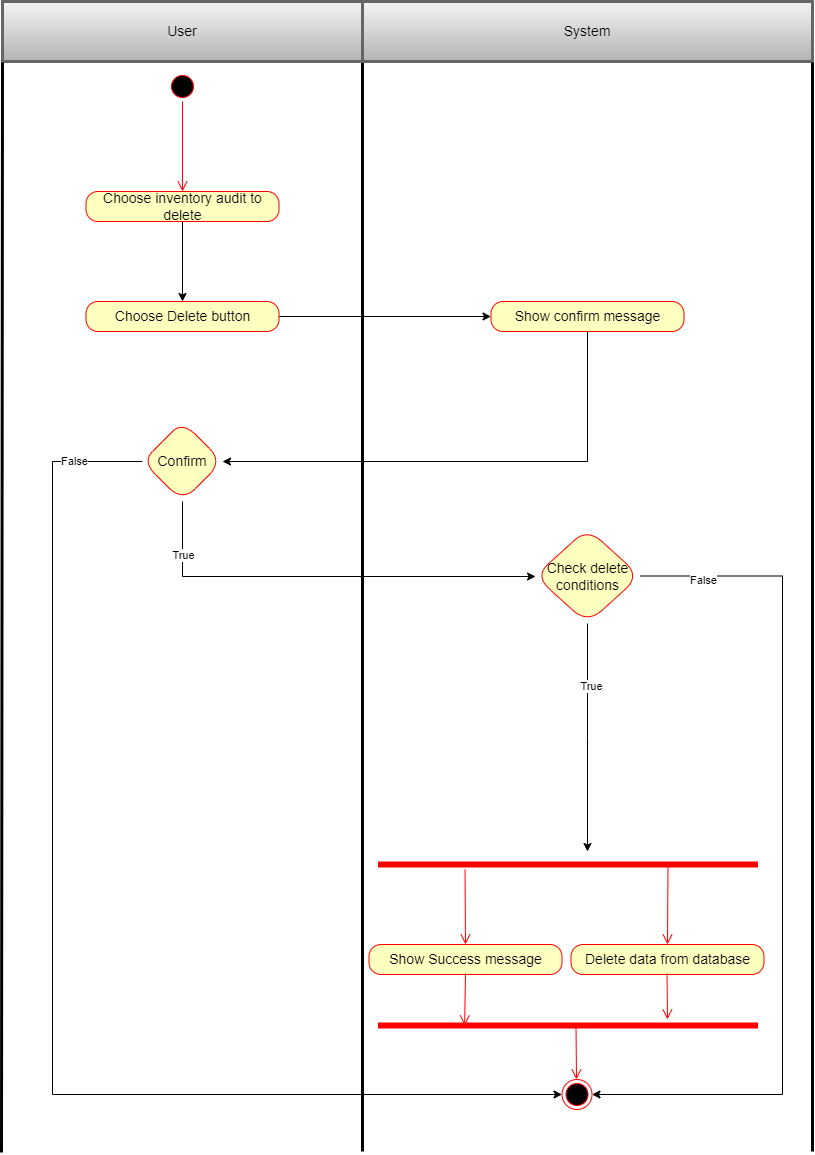 User
System
Choose inventory audit to
delete
Choose Delete button
Show confirm message
False
Confirm
True
Check delete
conditions
False
True
Show Success message
Delete data from database